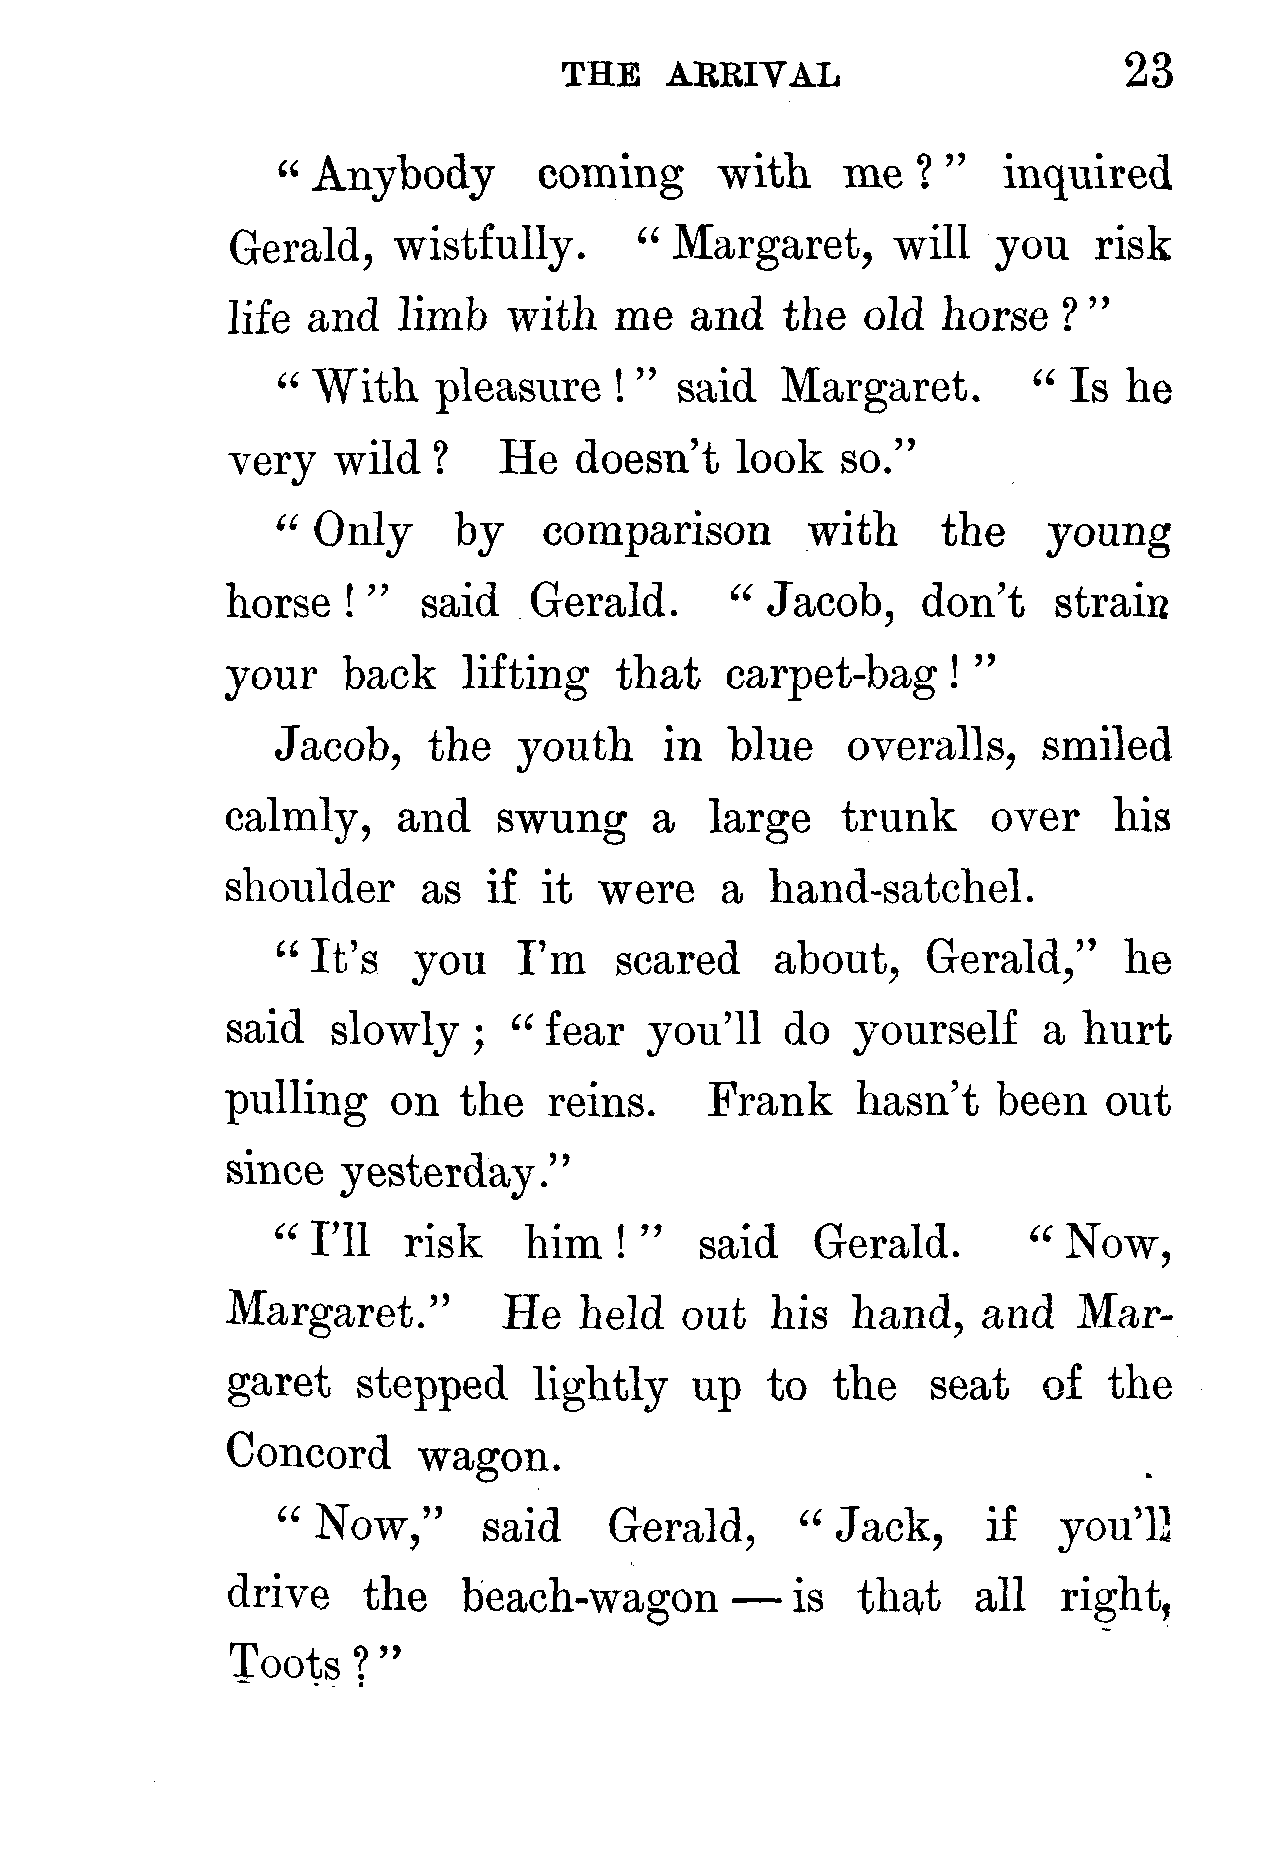 THE ARRIVAL 23
“Anybody coming with me?” inquired
Gerald, wistfully. “Margaret, will you risk
life and limb with me and the old horse?”
“With pleasure!” said Margaret. “Is he
very wild? He doesn’t look so.”
“Only by comparison with the young
horse!” said Gerald. “Jacob, don’t strain
your back lifting that carpet-bag!”
Jacob, the youth in blue overalls, smiled
calmly, and swung a large trunk over his
shoulder as if it were a hand-satchel.
“It’s you I’m scared about, Gerald,” he
said slowly; “fear you’ll do yourself a hurt
pulling on the reins. Frank hasn’t been out
since yesterday.”
“I’ll risk him!” said Gerald. “Now,
Margaret.” He held out his hand, and Mar-
garet stepped lightly up to the seat of the
Concord wagon.
“Now,” said Gerald, “Jack, if you’ll
drive the beach-wagon — is that all right,
Toots?”